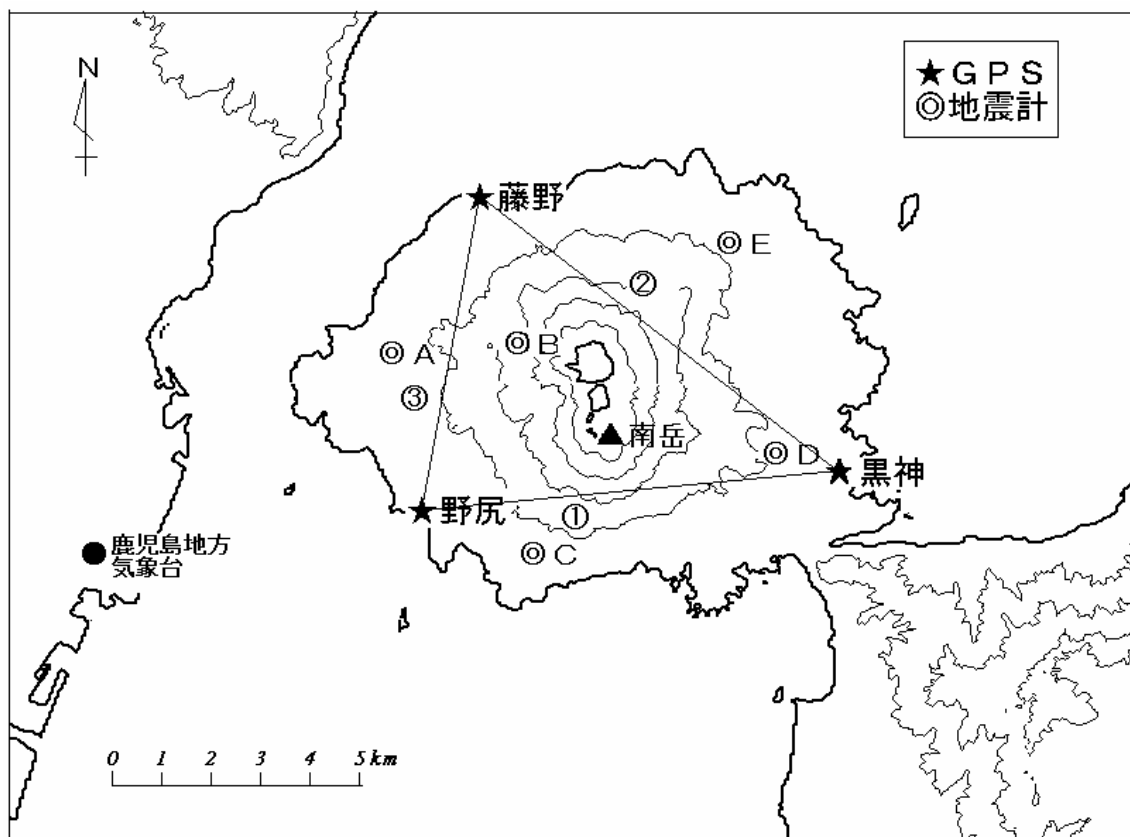 N
★GPS
◎地震計
★藤野
◎E
②
◎A
◎B
③
▲南岳
◎D
★黒神
★野尻
①
●鹿児島地方
気象台
◎C
0 1 2 3 4 5km